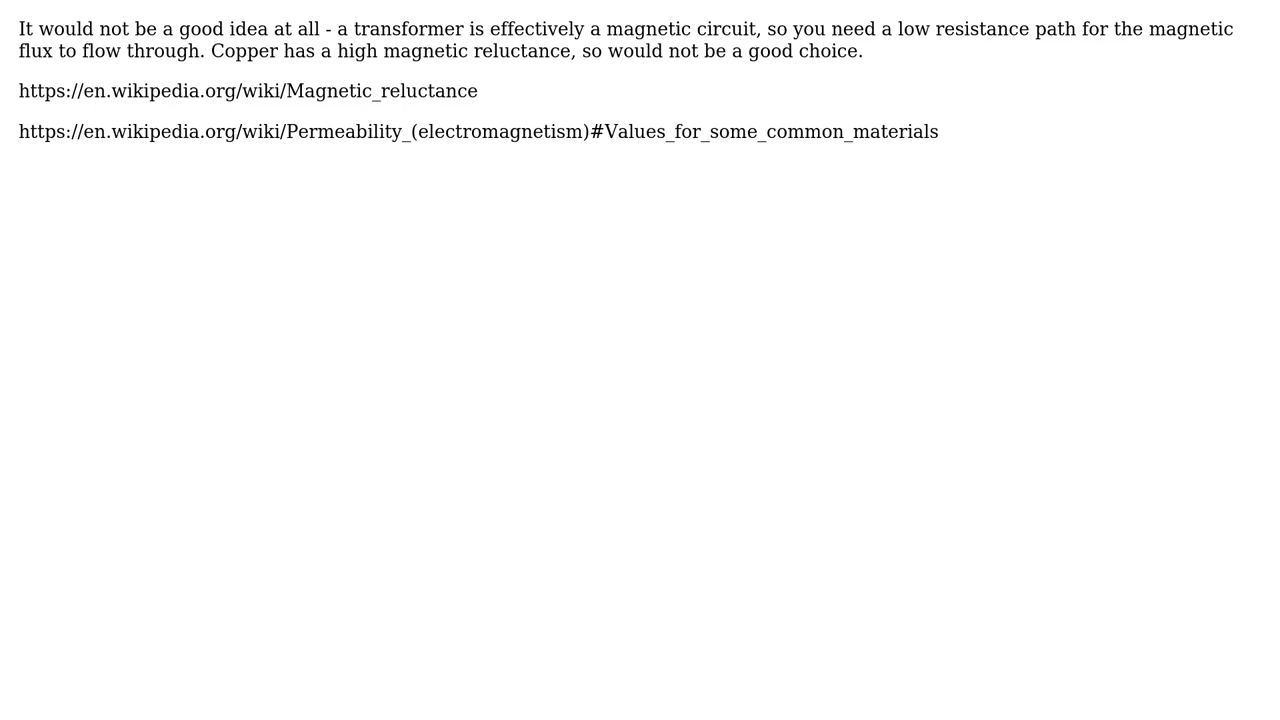 It would not be a good idea at all - a transformer is effectively a magnetic circuit, so you need a low resistance path for the magnetic
flux to flow through. Copper has a high magnetic reluctance, so would not be a good choice.
https://en.wikipedia.org/wiki/Magnetic_reluctance
https://en.wikipedia.org/wiki/Permeability_(electromagnetism)#Values_for_some_common_materials